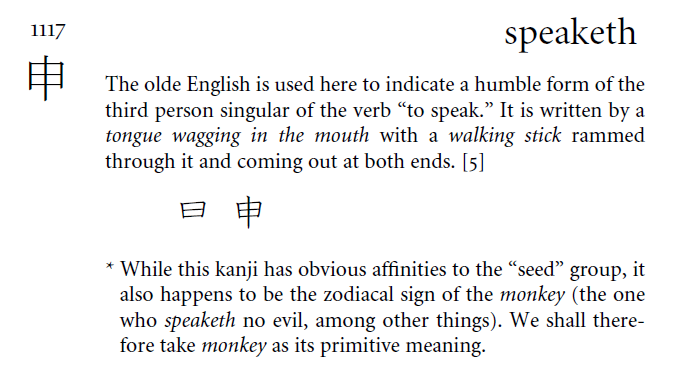 1117
speaketh
申
The olde English is used here to indicate a humble form of the
third person singular of the verb “to speak.” It is written by a
tongue wagging in the mouth with a walking stick rammed
through it and coming out at both ends. [5]
曰 申
* While this kanji has obvious affinities to the “seed” group, it
also happens to be the zodiacal sign of the monkey (the one
who speaketh no evil, among other things). We shall there-
fore take monkey as its primitive meaning.